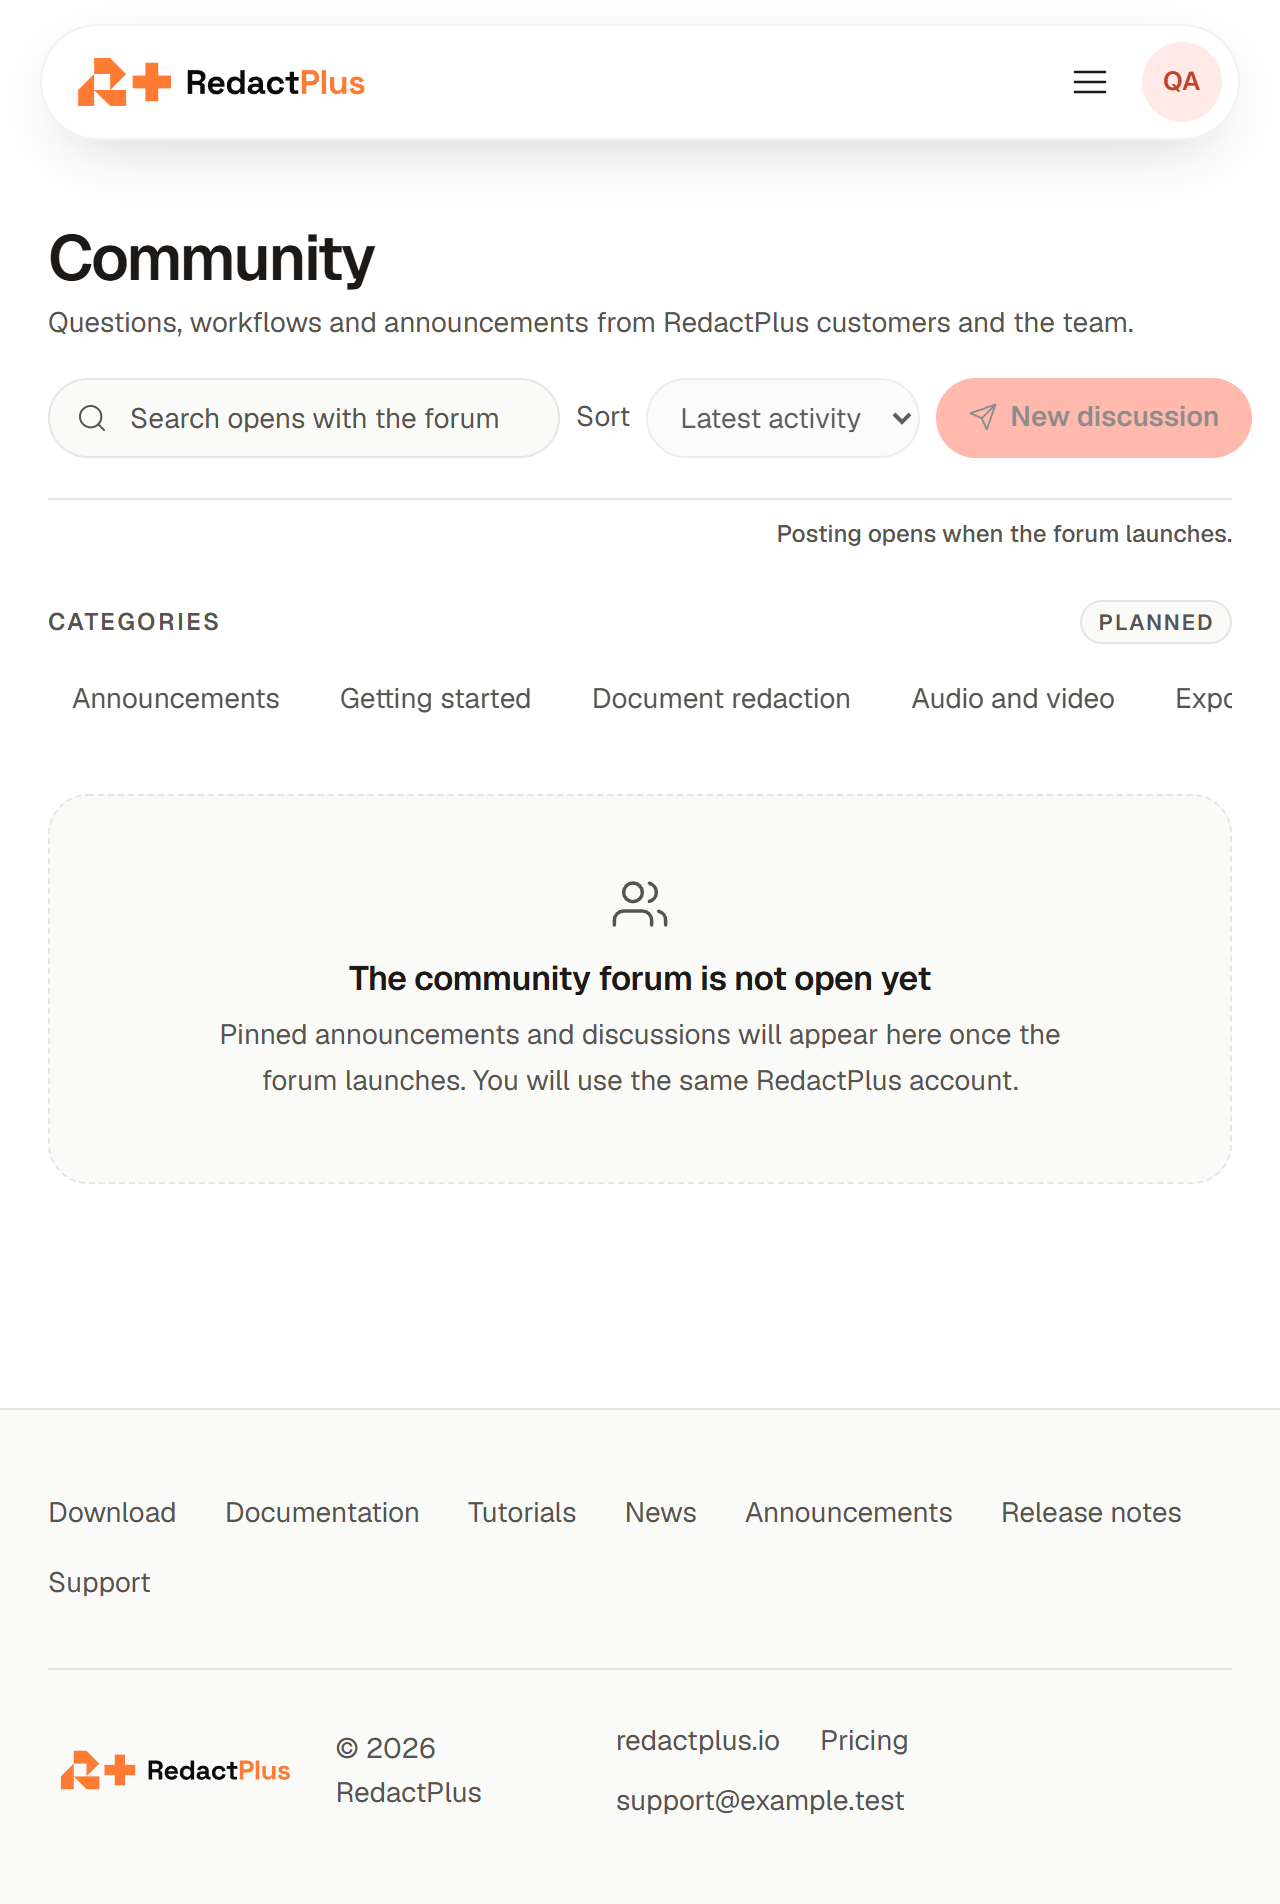 RedactPlus
QA
Community
Questions, workflows and announcements from RedactPlus customers and the team.
Search opens with the forum
Sort
Latest activity
New discussion
Posting opens when the forum launches.
CATEGORIES
PLANNED
Announcements
Getting started
Document redaction
Audio and video
The community forum is not open yet
Pinned announcements and discussions will appear here once the
forum launches. You will use the same RedactPlus account.
Download
Documentation
Tutorials
News
Announcements
Release notes
Support
RedactPlus
© 2026
RedactPlus
redactplus.io
Pricing
support@example.test